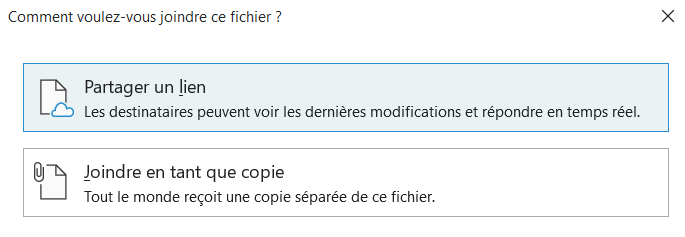 Comment voulez-vous joindre ce fichier ?
Partager un lien
Les destinataires peuvent voir les dernières modifications et répondre en temps réel.
Joindre en tant que copie
Tout le monde reçoit une copie séparée de ce fichier.